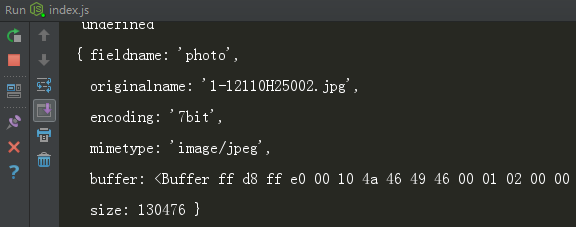 Run index.js
undefined
{ fieldname: 'photo',
originalname: '1-12110H25002.jpg',
encoding: '7bit',
mimetype: 'image/jpeg',
buffer: <Buffer ff d8 ff e0 00 10 4a 46 49 46 00 01 02 00 00
size: 130476 }